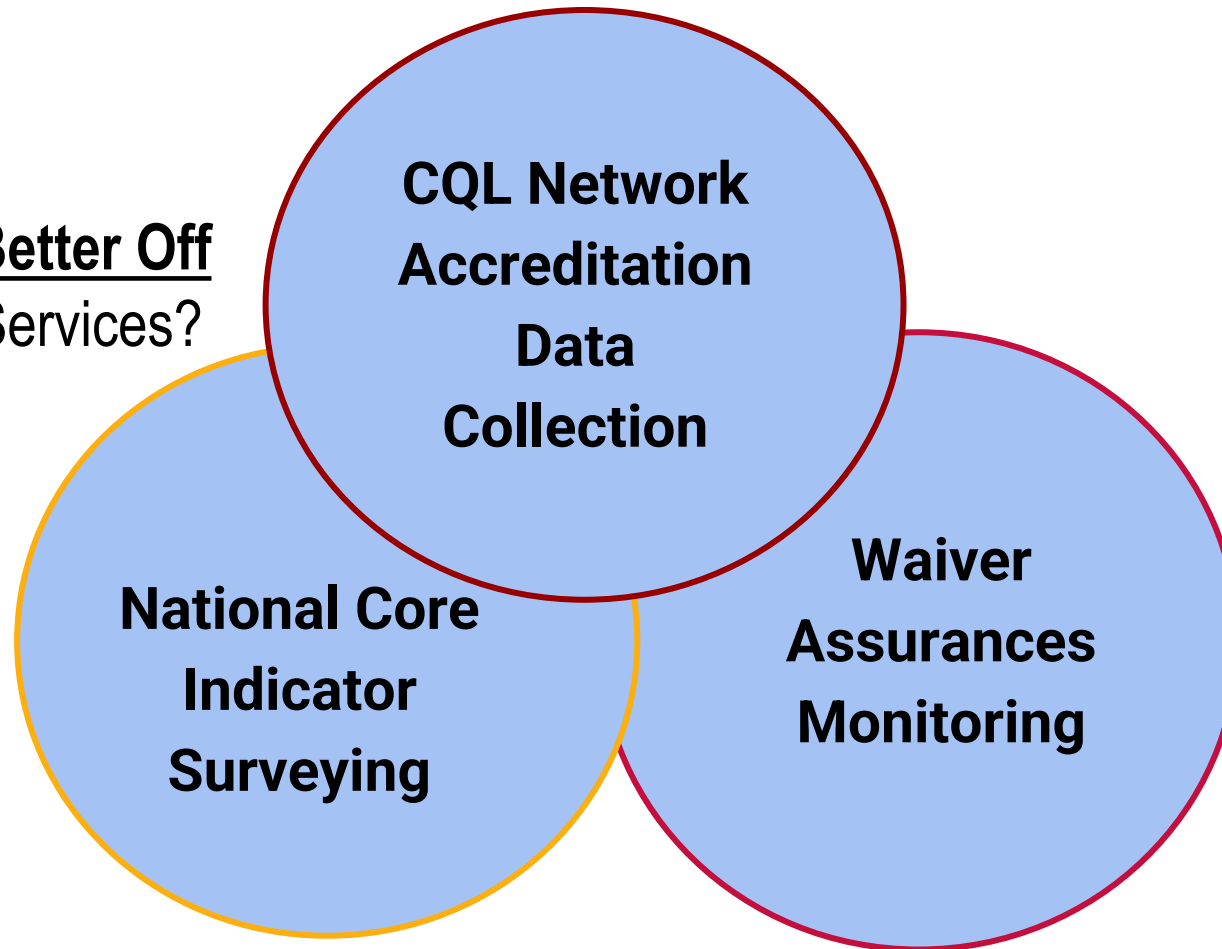 CQL Network
Accreditation
Data
Collection
Better Off
Services?
National Core
Indicator
Surveying
Waiver
Assurances
Monitoring